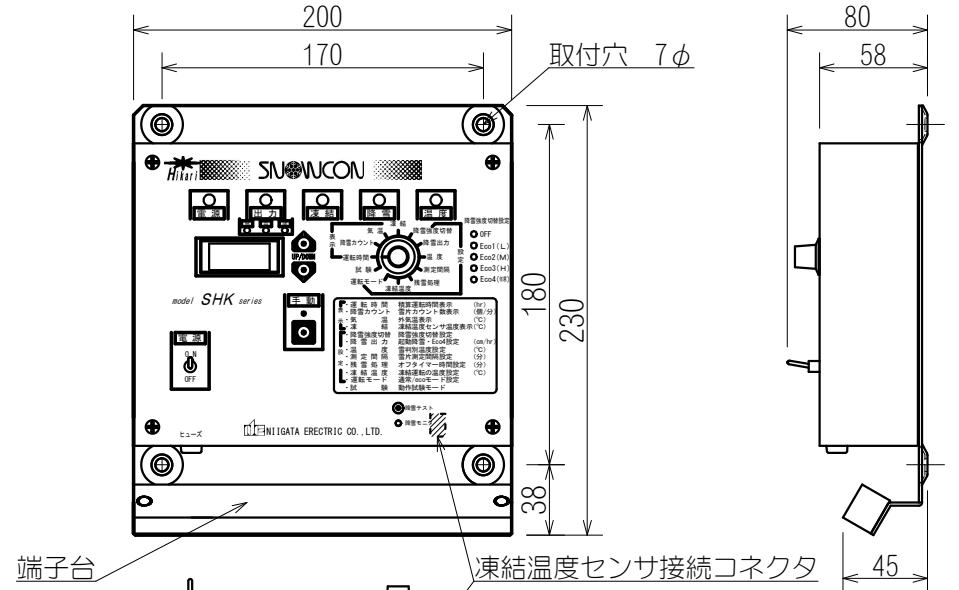 200
170
80
58
取付穴 7φ
Hikari
SNOWCON
電源 出力 凍結 降雪 温度
降雪強度切替設定
OFF
Eco1(L)
Eco2(M)
Eco3(H)
表示
設定
凍結
気温
降雪強度切替
降雪カウント
降雪出力
運転時間
温度
試験
測定間隔
運転モード
残雪処理
凍結温度
UP/DOWN
model SHK series
手動
電源
ON
OFF
表示
・運転時間 積算運転時間表示 (hr)
・降雪カウント 雪片カウント数表示 (個/分)
・気温 外気温表示 (℃)
・凍結 凍結温度センサ温度表示(℃)
設定
・降雪強度切替 降雪強度切替設定
・降雪出力 起動降雪・Eco4設定 (cm/hr)
・温度 雪判別温度設定 (℃)
・測定間隔 雪片測定間隔設定 (分)
・残雪処理 オフタイマー時間設定 (分)
・凍結温度 凍結運転の温度設定 (℃)
・運転モード 通常/ecoモード設定
・試験 動作試験モード
降雪テスト
降雪モニタ
ヒューズ
NIIGATA ERECTRIC CO.,LTD.
180
230
38
端子台
凍結温度センサ接続コネクタ
45